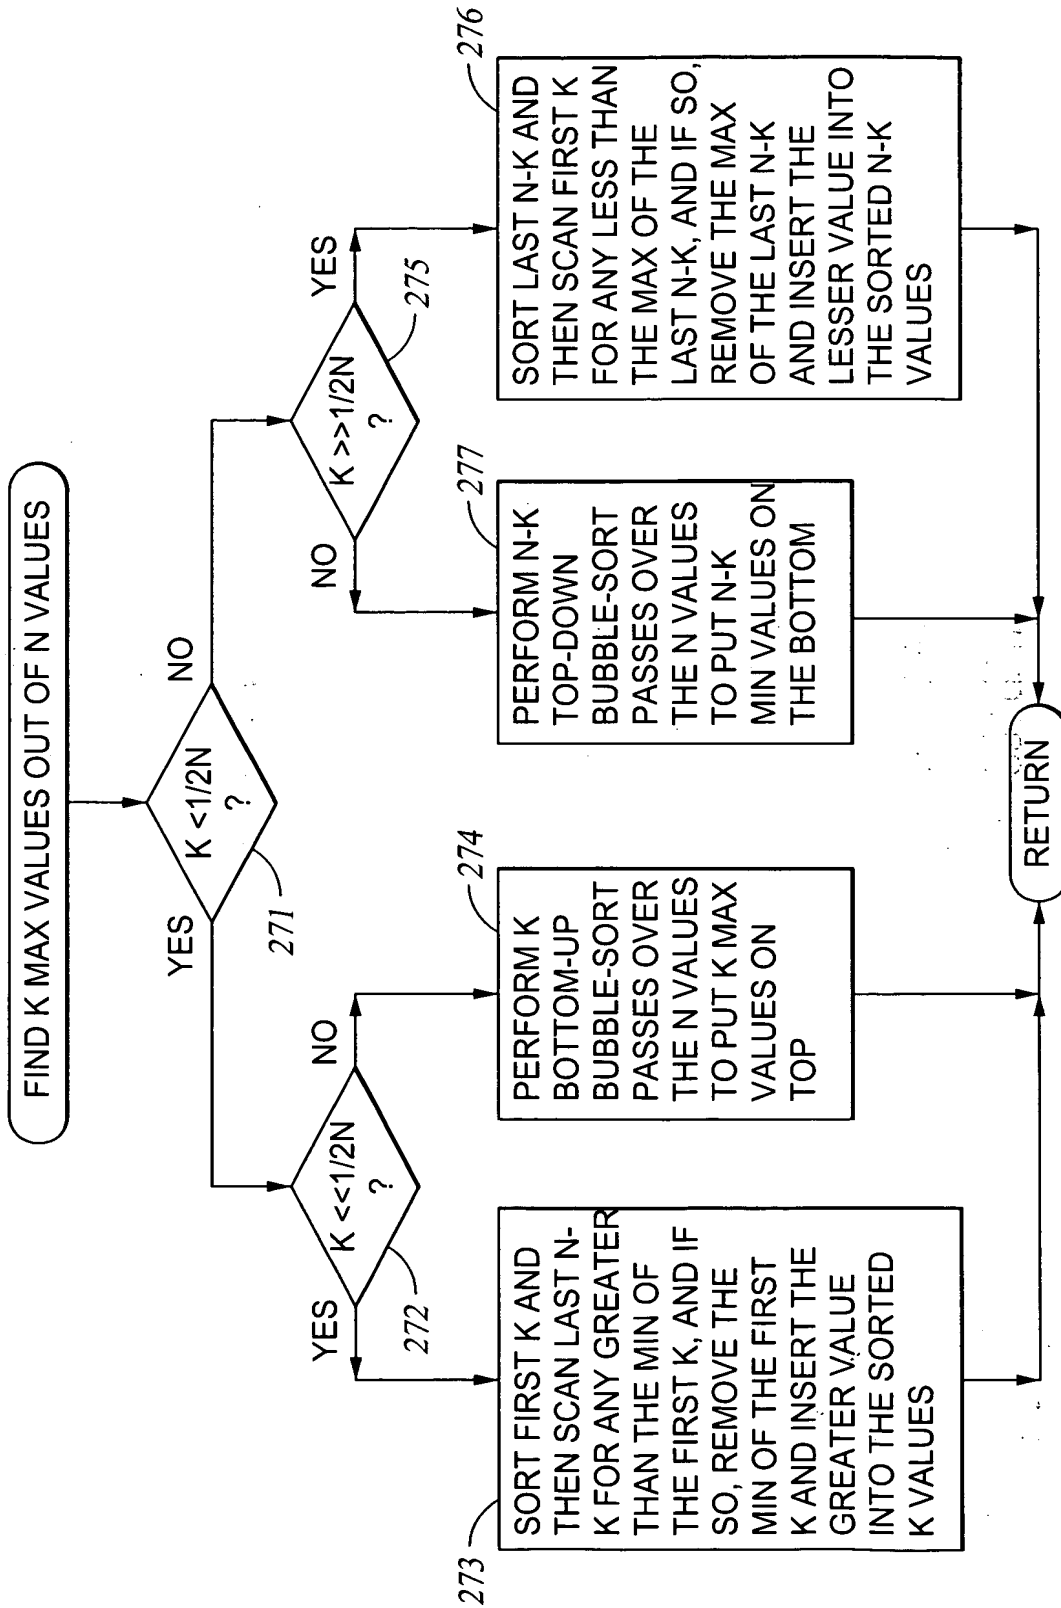 FIND K MAX VALUES OUT OF N VALUES
K <1/2N
?
271
YES
NO
K <<1/2N
?
272
YES
NO
K >>1/2N
?
275
NO
YES
273
SORT FIRST K AND
THEN SCAN LAST N-
K FOR ANY GREATER
THAN THE MIN OF
THE FIRST K, AND IF
SO, REMOVE THE
MIN OF THE FIRST
K AND INSERT THE
GREATER VALUE
INTO THE SORTED
K VALUES
274
PERFORM K
BOTTOM-UP
BUBBLE-SORT
PASSES OVER
THE N VALUES
TO PUT K MAX
VALUES ON
TOP
277
PERFORM N-K
TOP-DOWN
BUBBLE-SORT
PASSES OVER
THE N VALUES
TO PUT N-K
MIN VALUES ON
THE BOTTOM
276
SORT LAST N-K AND
THEN SCAN FIRST K
FOR ANY LESS THAN
THE MAX OF THE
LAST N-K, AND IF SO,
REMOVE THE MAX
OF THE LAST N-K
AND INSERT THE
LESSER VALUE INTO
THE SORTED N-K
VALUES
RETURN